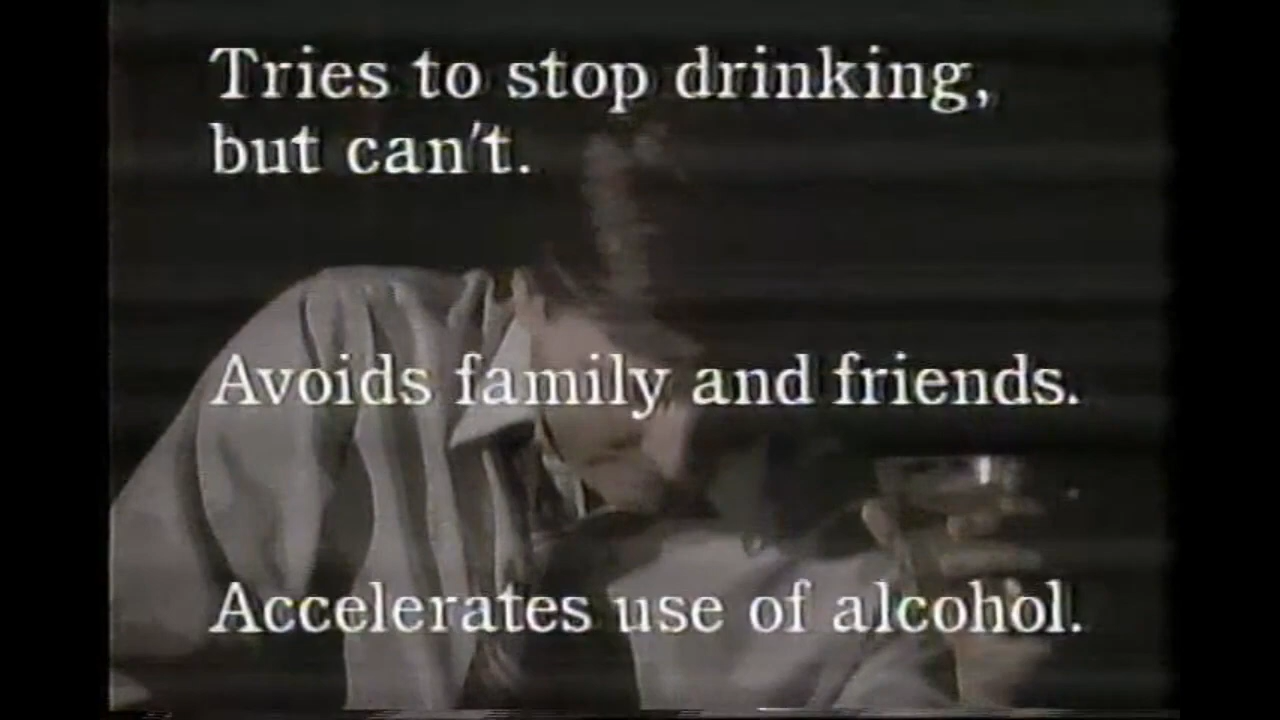 Tries to stop drinking,
but can't.
Avoids family and friends.
Accelerates use of alcohol.